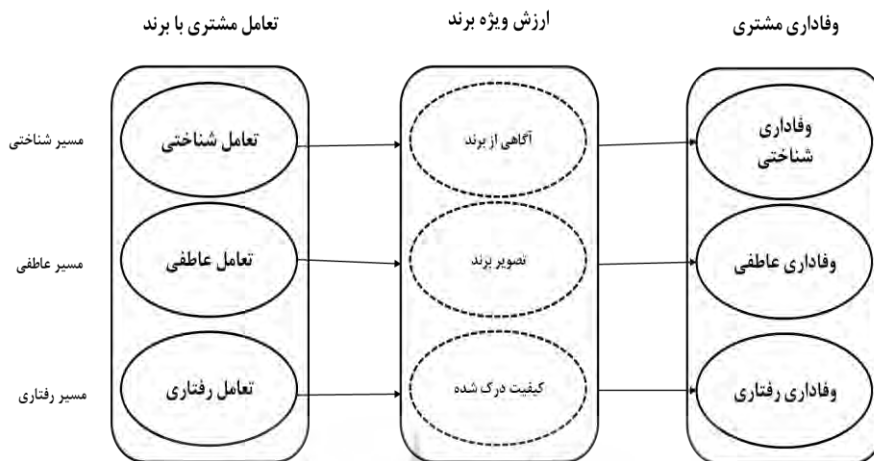 وفاداری مشتری
ارزش ویژه برند
تعامل مشتری با برند
وفاداری
شناختی
آگاهی از برند
تعامل شناختی
مسیر شناختی
وفاداری عاطفی
تصویر برند
تعامل عاطفی
مسیر عاطفی
وفاداری رفتاری
کیفیت درک شده
تعامل رفتاری
مسیر رفتاری